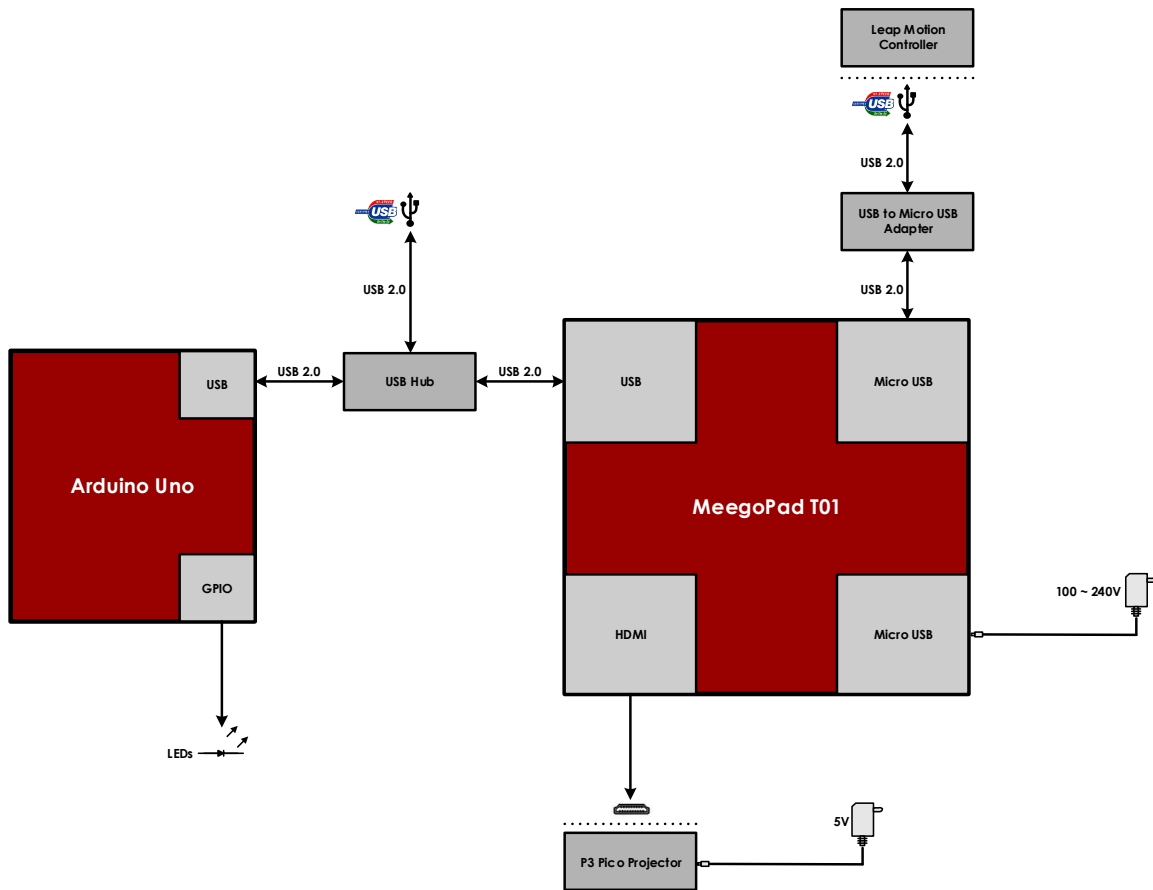 Leap Motion
Controller
USB
USB 2.0
USB to Micro USB
Adapter
USB 2.0
USB
USB 2.0
USB
USB 2.0
USB Hub
USB 2.0
USB
Micro USB
Arduino Uno
MeegoPad T01
GPIO
HDMI
Micro USB
100 ~ 240V
LEDs
5V
P3 Pico Projector